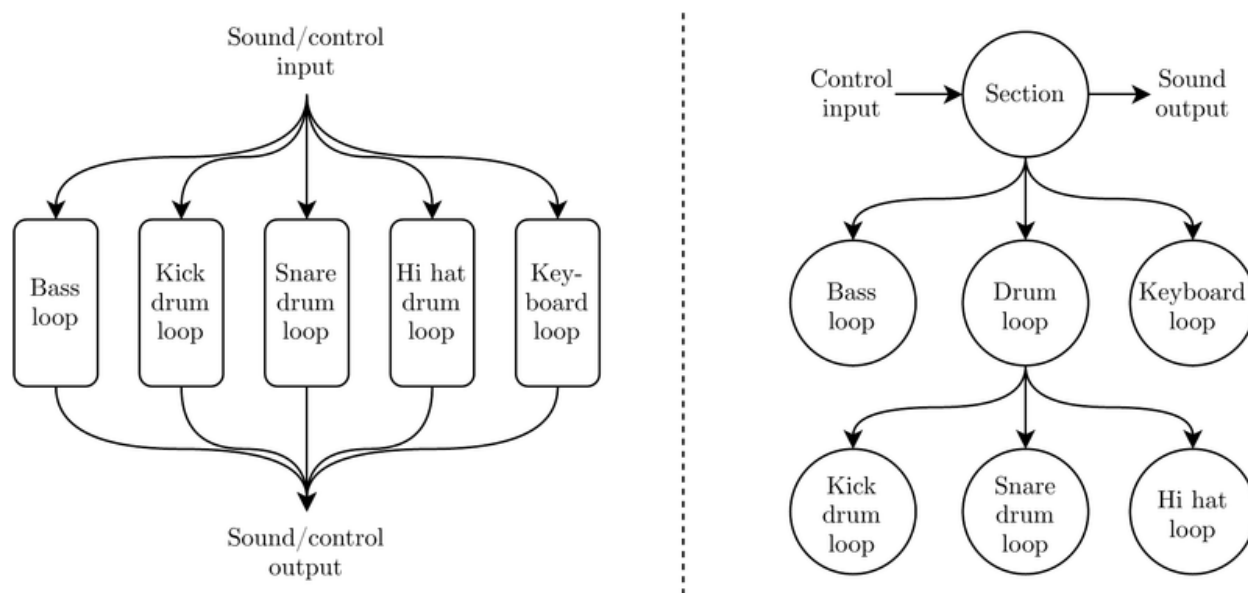 Sound/control
input
Bass
loop
Kick
drum
loop
Snare
drum
loop
Hi hat
drum
loop
Key-
board
loop
Sound/control
output
Control
input
Section
Sound
output
Bass
loop
Drum
loop
Keyboard
loop
Kick
drum
loop
Snare
drum
loop
Hi hat
loop